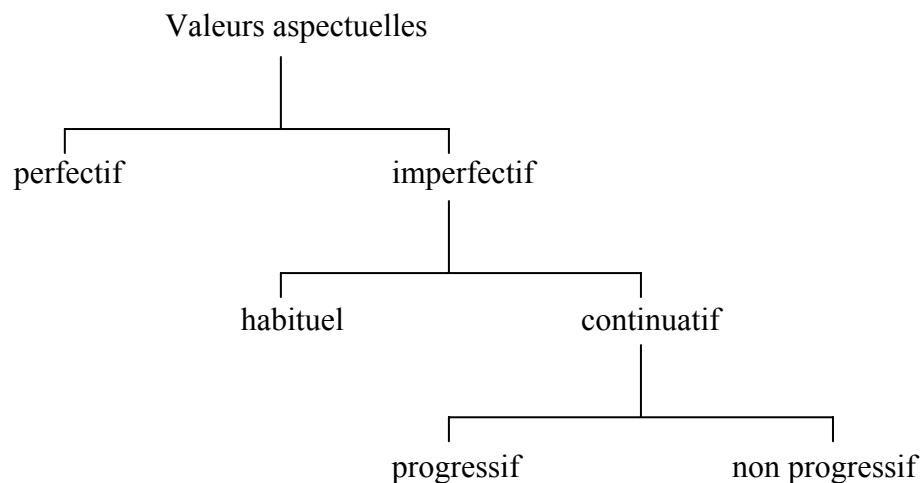 Valeurs aspectuelles
perfectif imperfectif
habituel continuatif
progressif non progressif